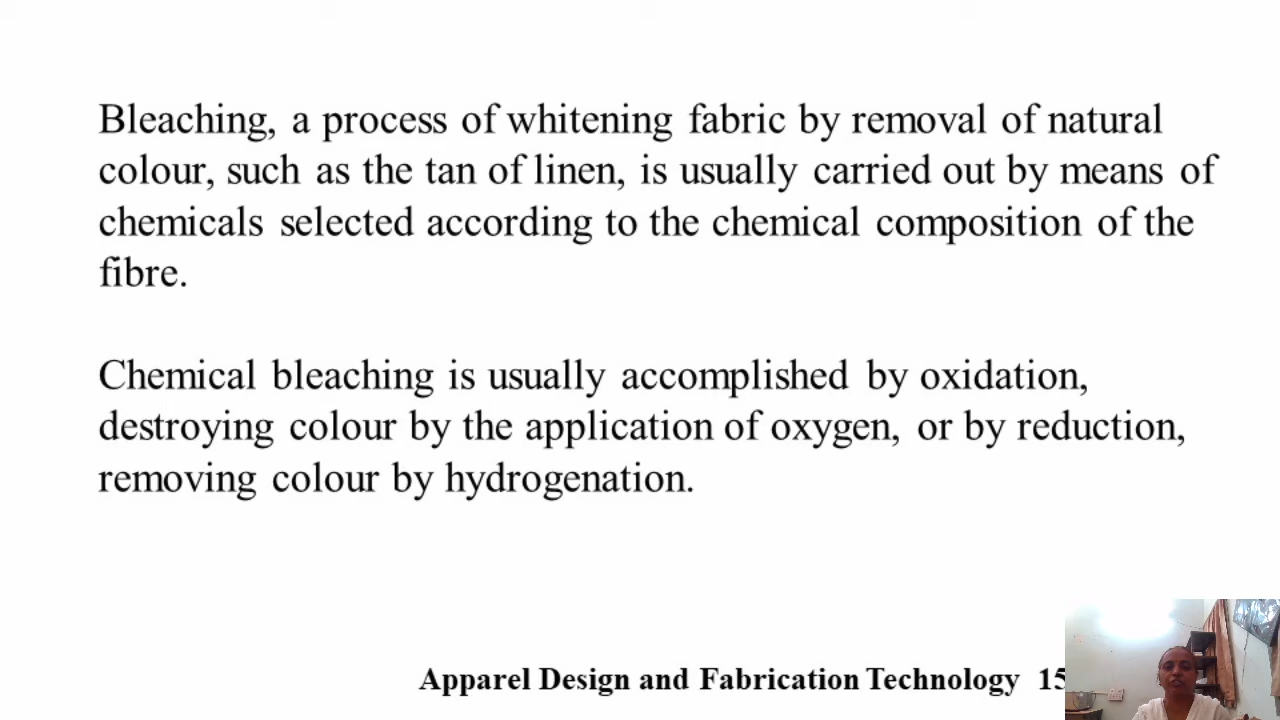 Bleaching, a process of whitening fabric by removal of natural
colour, such as the tan of linen, is usually carried out by means of
chemicals selected according to the chemical composition of the
fibre.
Chemical bleaching is usually accomplished by oxidation,
destroying colour by the application of oxygen, or by reduction,
removing colour by hydrogenation.
Apparel Design and Fabrication Technology 15